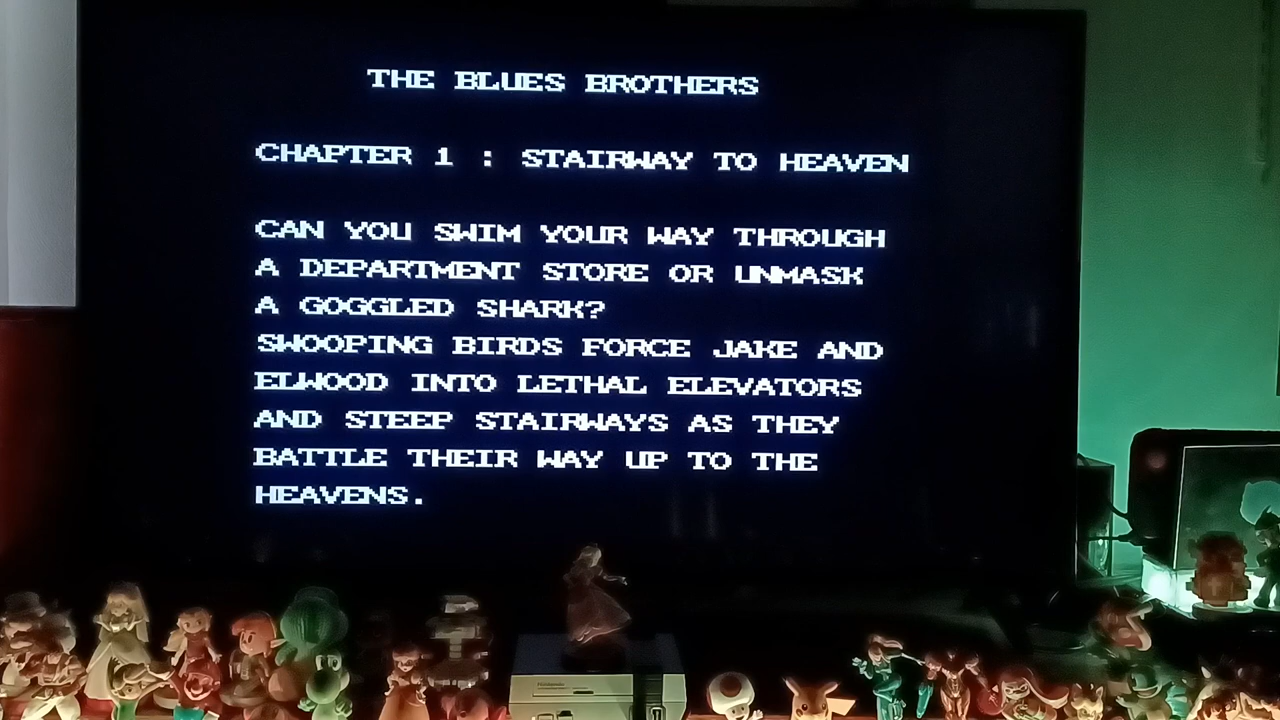 THE BLUES BROTHERS
CHAPTER 1 : STAIRWAY TO HEAVEN
CAN YOU SWIM YOUR WAY THROUGH
A DEPARTMENT STORE OR UNMASK
A GOGGLED SHARK?
SWOOPING BIRDS FORCE JAKE AND
ELWOOD INTO LETHAL ELEVATORS
AND STEEP STAIRWAYS AS THEY
BATTLE THEIR WAY UP TO THE
HEAVENS.
Nintendo